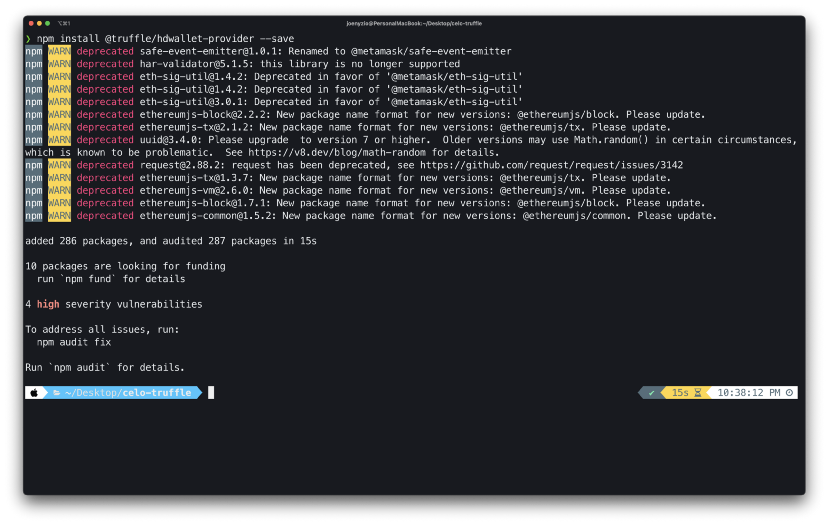 ⌥⌘1
joenyzio@PersonalMacBook:~/Desktop/celo-truffle
❯ npm install @truffle/hdwallet-provider --save
npm WARN deprecated safe-event-emitter@1.0.1: Renamed to @metamask/safe-event-emitter
npm WARN deprecated har-validator@5.1.5: this library is no longer supported
npm WARN deprecated eth-sig-util@1.4.2: Deprecated in favor of '@metamask/eth-sig-util'
npm WARN deprecated eth-sig-util@1.4.2: Deprecated in favor of '@metamask/eth-sig-util'
npm WARN deprecated eth-sig-util@3.0.1: Deprecated in favor of '@metamask/eth-sig-util'
npm WARN deprecated ethereumjs-block@2.2.2: New package name format for new versions: @ethereumjs/block. Please update.
npm WARN deprecated ethereumjs-tx@2.1.2: New package name format for new versions: @ethereumjs/tx. Please update.
npm WARN deprecated uuid@3.4.0: Please upgrade  to version 7 or higher.  Older versions may use Math.random() in certain circumstances,
which is known to be problematic.  See https://v8.dev/blog/math-random for details.
npm WARN deprecated request@2.88.2: request has been deprecated, see https://github.com/request/request/issues/3142
npm WARN deprecated ethereumjs-tx@1.3.7: New package name format for new versions: @ethereumjs/tx. Please update.
npm WARN deprecated ethereumjs-vm@2.6.0: New package name format for new versions: @ethereumjs/vm. Please update.
npm WARN deprecated ethereumjs-block@1.7.1: New package name format for new versions: @ethereumjs/block. Please update.
npm WARN deprecated ethereumjs-common@1.5.2: New package name format for new versions: @ethereumjs/common. Please update.
added 286 packages, and audited 287 packages in 15s
10 packages are looking for funding
run `npm fund` for details
4 high severity vulnerabilities
To address all issues, run:
npm audit fix
Run `npm audit` for details.
~/Desktop/celo-truffle ✔ 15s 10:38:12 PM